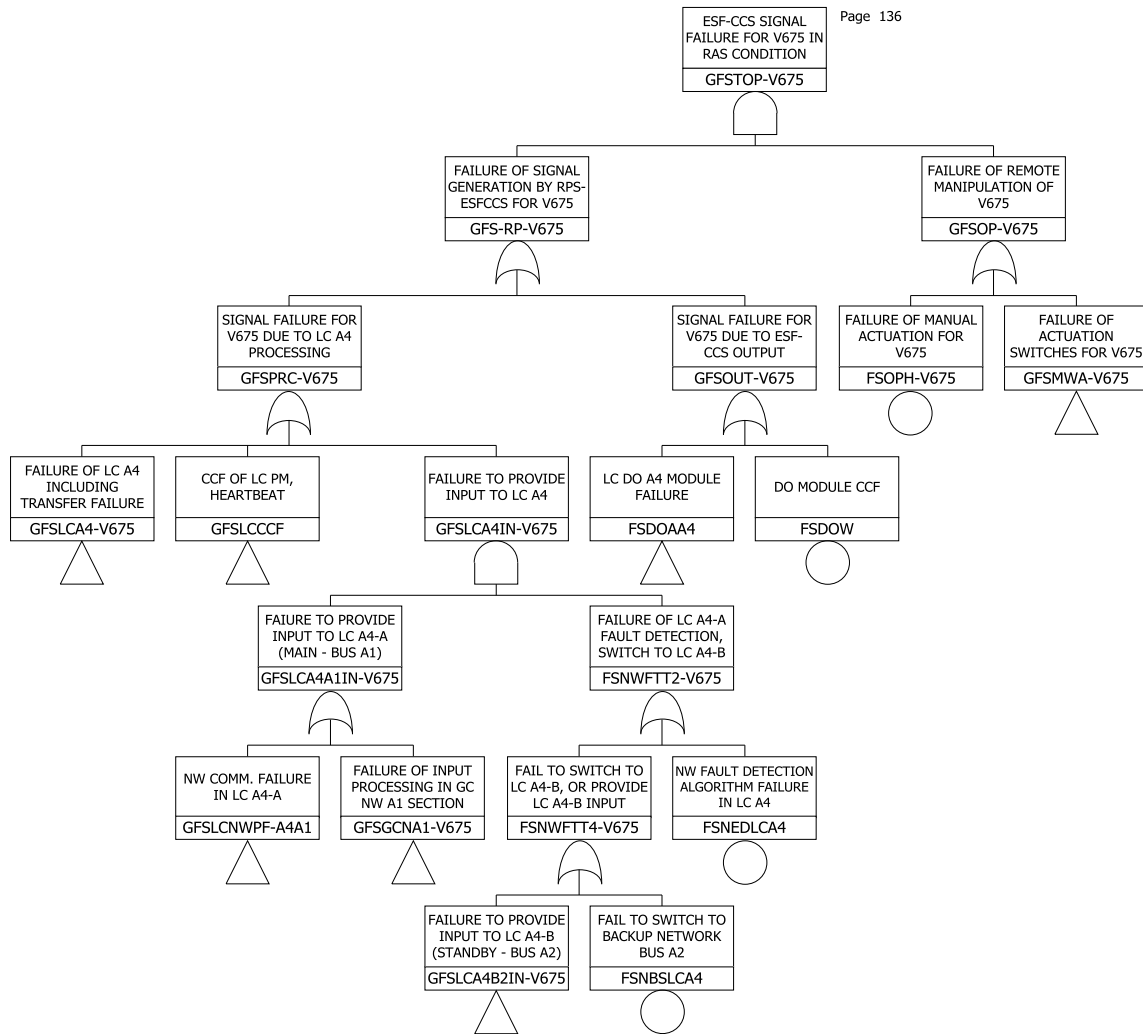 ESF-CCS SIGNAL
FAILURE FOR V675 IN
RAS CONDITION
GFSTOP-V675
Page 136
FAILURE OF SIGNAL
GENERATION BY RPS-
ESFCCS FOR V675
GFS-RP-V675
FAILURE OF REMOTE
MANIPULATION OF
V675
GFSOP-V675
SIGNAL FAILURE FOR
V675 DUE TO LC A4
PROCESSING
GFSPRC-V675
SIGNAL FAILURE FOR
V675 DUE TO ESF-
CCS OUTPUT
GFSOUT-V675
FAILURE OF MANUAL
ACTUATION FOR
V675
FSOPH-V675
FAILURE OF
ACTUATION
SWITCHES FOR V675
GFSMWA-V675
FAILURE OF LC A4
INCLUDING
TRANSFER FAILURE
GFSLCA4-V675
CCF OF LC PM,
HEARTBEAT
GFSLCCCF
FAILURE TO PROVIDE
INPUT TO LC A4
GFSLCA4IN-V675
LC DO A4 MODULE
FAILURE
FSDOAA4
DO MODULE CCF
FSDOW
FAIURE TO PROVIDE
INPUT TO LC A4-A
(MAIN - BUS A1)
GFSLCA4A1IN-V675
FAILURE OF LC A4-A
FAULT DETECTION,
SWITCH TO LC A4-B
FSNWFTT2-V675
NW COMM. FAILURE
IN LC A4-A
GFSLCNWPF-A4A1
FAILURE OF INPUT
PROCESSING IN GC
NW A1 SECTION
GFSGCNA1-V675
FAIL TO SWITCH TO
LC A4-B, OR PROVIDE
LC A4-B INPUT
FSNWFTT4-V675
NW FAULT DETECTION
ALGORITHM FAILURE
IN LC A4
FSNEDLCA4
FAILURE TO PROVIDE
INPUT TO LC A4-B
(STANDBY - BUS A2)
GFSLCA4B2IN-V675
FAIL TO SWITCH TO
BACKUP NETWORK
BUS A2
FSNBSLCA4